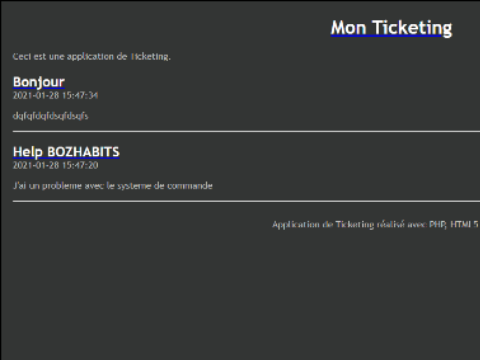 Mon Ticketing
Ceci est une application de Ticketing.
Bonjour
2021-01-28 15:47:34
Help BOZHABITS
2021-01-28 15:47:20
J'ai un probleme avec le systeme de commande
Application de Ticketing réalisé avec PHP, HTML5